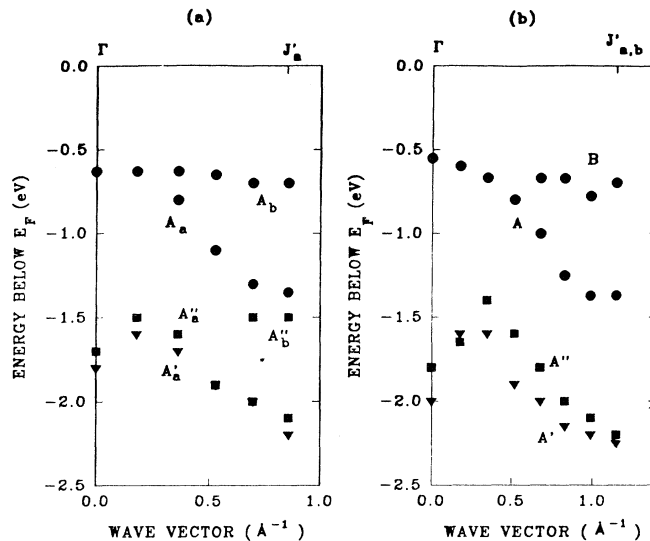 (a)
(b)
Γ
J'a
Γ
J'a,b
0.0
-0.5
-1.0
-1.5
-2.0
-2.5
ENERGY BELOW EF (eV)
Ab
Aa
A''a
A''b
A'a
0.0
0.5
1.0
WAVE VECTOR (Å-1)
0.0
-0.5
-1.0
-1.5
-2.0
-2.5
ENERGY BELOW EF (eV)
B
A
A''
A'
0.0
0.5
1.0
WAVE VECTOR (Å-1)